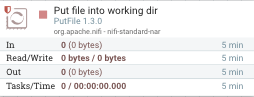 Put file into working dir
PutFile 1.3.0
org.apache.nifi - nifi-standard-nar
In 0 (0 bytes) 5 min
Read/Write 0 bytes / 0 bytes 5 min
Out 0 (0 bytes) 5 min
Tasks/Time 0 / 00:00:00.000 5 min